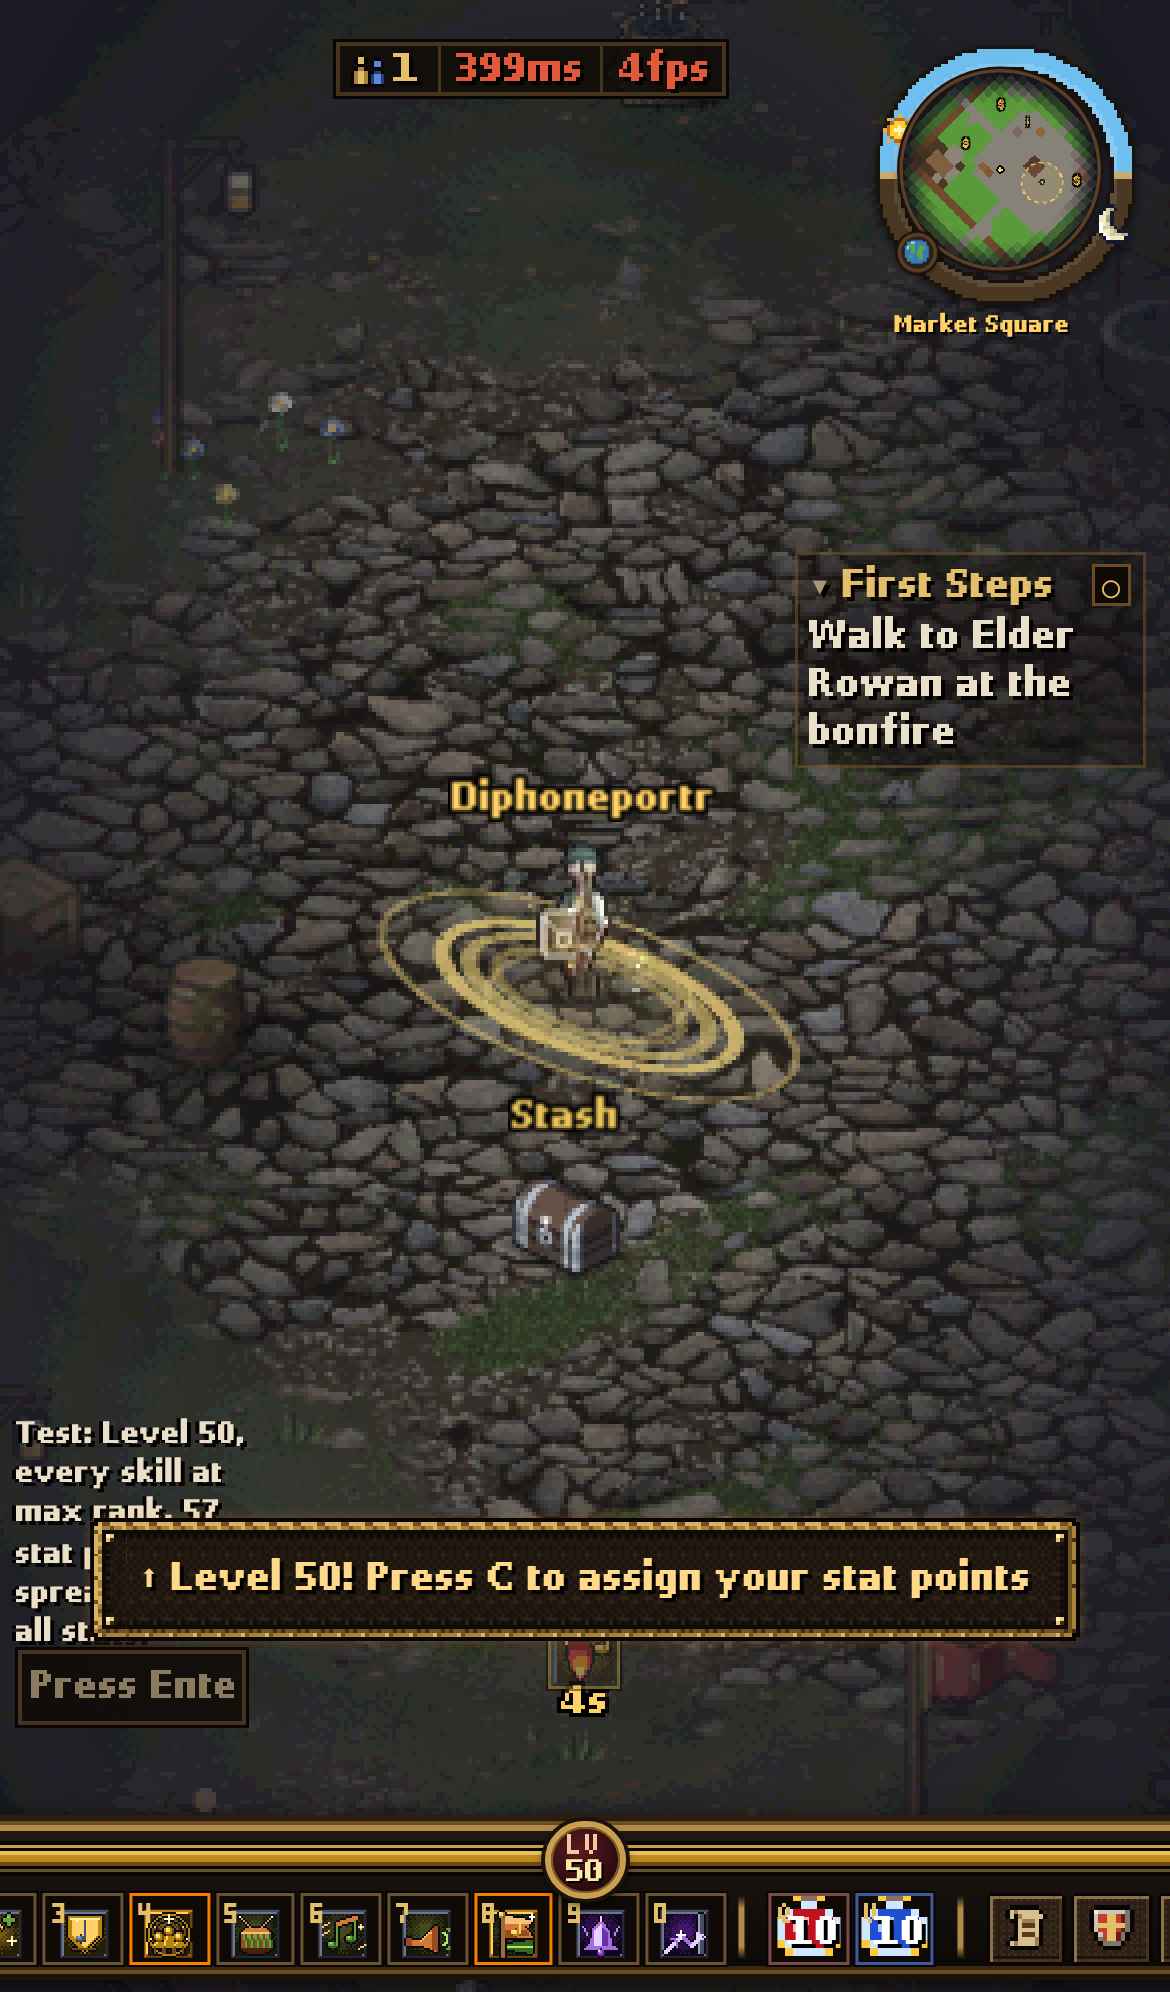 1 399ms 4fps
Market Square
▼ First Steps
Walk to Elder
Rowan at the
bonfire
Diphoneportr
Stash
Test: Level 50,
every skill at
max rank. 57
stat
all
↑ Level 50! Press C to assign your stat points
Press Ente
4s
LV
50
3 4 5 6 7 8 9 0 10 10